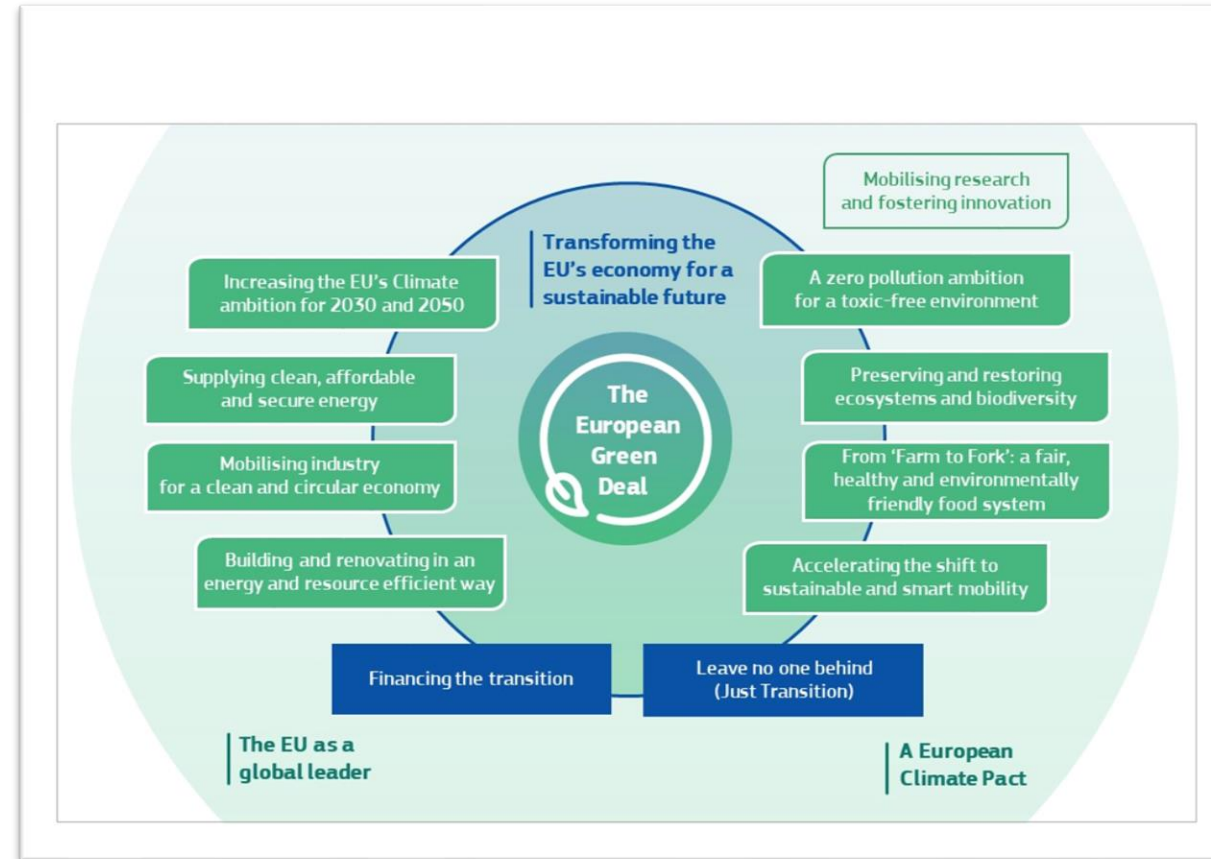 Mobilising research
and fostering innovation
Transforming the
EU's economy for a
sustainable future
Increasing the EU's Climate
ambition for 2030 and 2050
A zero pollution ambition
for a toxic-free environment
Supplying clean, affordable
and secure energy
Preserving and restoring
ecosystems and biodiversity
The
European
Green
Deal
Mobilising industry
for a clean and circular economy
From 'Farm to Fork': a fair,
healthy and environmentally
friendly food system
Building and renovating in an
energy and resource efficient way
Accelerating the shift to
sustainable and smart mobility
Financing the transition
Leave no one behind
(Just Transition)
The EU as a
global leader
A European
Climate Pact